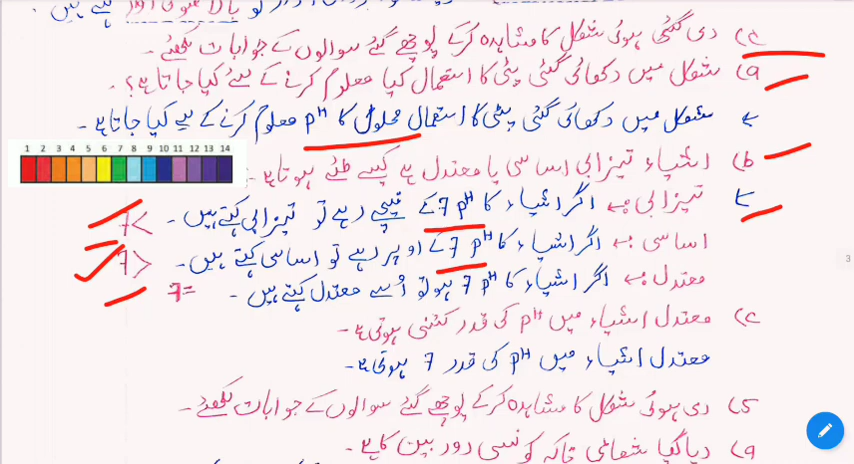 c) دی گئی ہوئی شکل کا مشاہدہ کرکے پوچھے گئے سوالوں کے جوابات لکھئے۔
a) شکل میں دکھائی گئی پٹی کا استعمال کیا معلوم کرنے کے لئے کیا جاتا ہے؟۔
شکل میں دکھائی گئی پٹی کا استعمال محلول کا pH معلوم کرنے کے لیے کیا جاتا ہے۔
b) اشیاء تیزابی اساسی یا معتدل ہے کیسے طئے ہوتا ہے۔
1 2 3 4 5 6 7 8 9 10 11 12 13 14
تیزابی :- اگر اشیاء کا pH 7 کے نیچے رہے تو تیزابی کہتے ہیں۔ 7<
اساسی :- اگر اشیاء کا pH 7 کے اوپر رہے تو اساسی کہتے ہیں۔ 7>
معتدل :- اگر اشیاء کا pH 7 ہو تو اُسے معتدل کہتے ہیں۔ 7=
c) معتدل اشیاء میں pH کی قدر کتنی ہوتی ہے۔
معتدل اشیاء میں pH کی قدر 7 ہوتی ہے۔
5) دی ہوئی شکل کا مشاہدہ کرکے پوچھے گئے سوالوں کے جوابات لکھئے۔
a) دیا گیا شعاعی خاکہ کونسی دوربین کا ہے۔
3